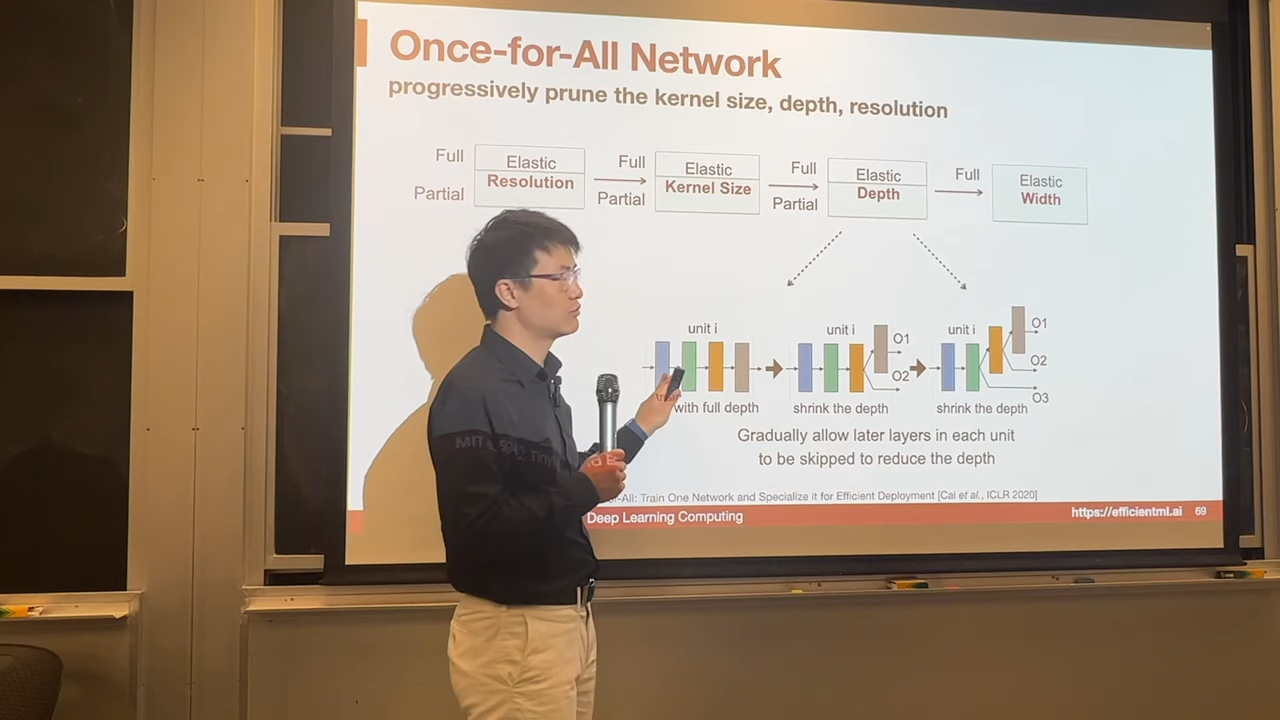 Once-for-All Network
progressively prune the kernel size, depth, resolution
Full
Partial
Elastic
Resolution
Full
Partial
Elastic
Kernel Size
Full
Partial
Elastic
Depth
Full
Elastic
Width
unit i
with full depth
unit i
O1
O2
shrink the depth
unit i
O1
O2
O3
shrink the depth
Gradually allow later layers in each unit
to be skipped to reduce the depth
-All: Train One Network and Specialize it for Efficient Deployment [Cai et al., ICLR 2020]
MIT
Deep Learning Computing
https://efficientml.ai
69